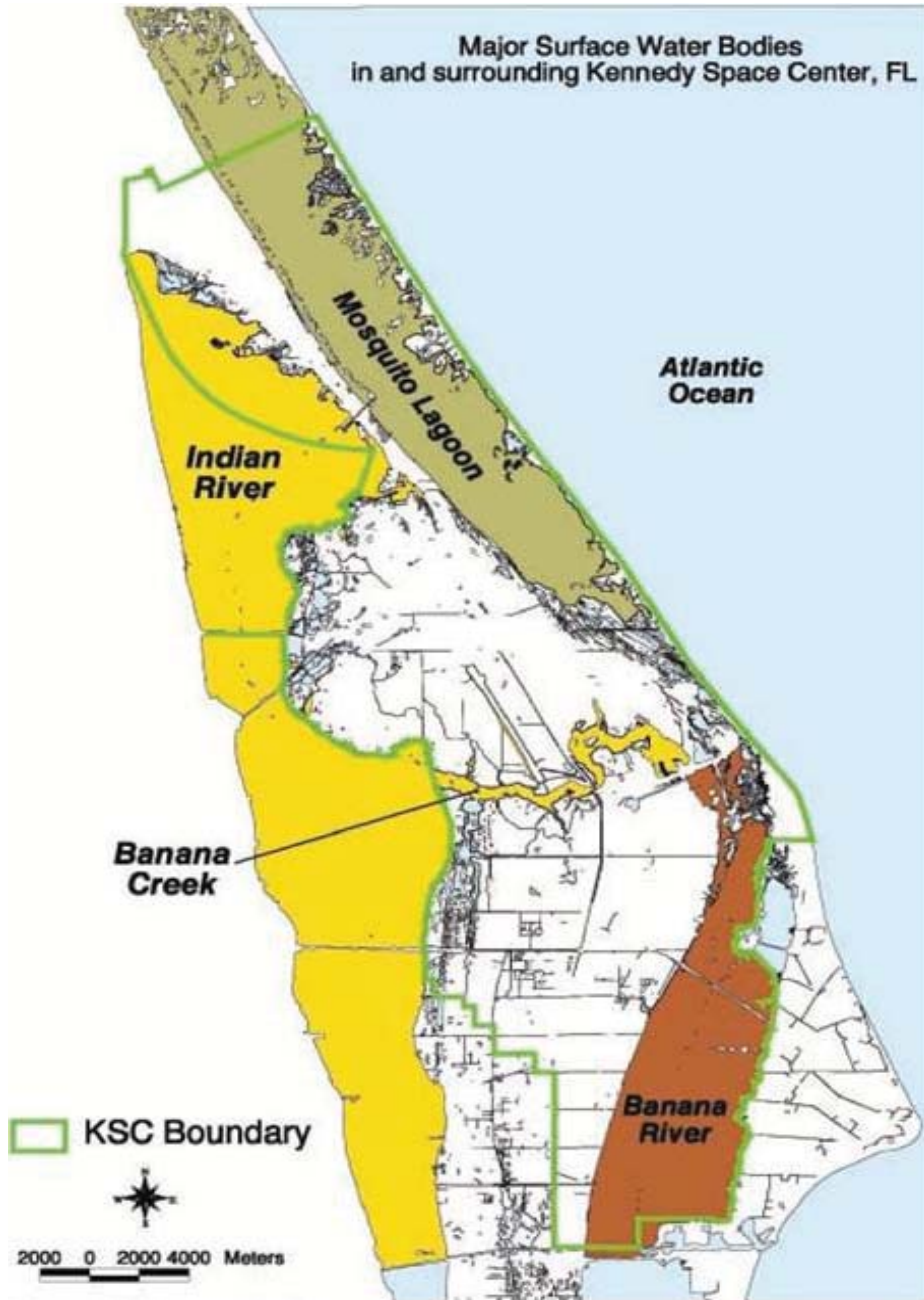 Major Surface Water Bodies
in and surrounding Kennedy Space Center, FL
Mosquito Lagoon
Atlantic
Ocean
Indian
River
Banana
Creek
Banana
River
KSC Boundary
N
2000 0 2000 4000 Meters